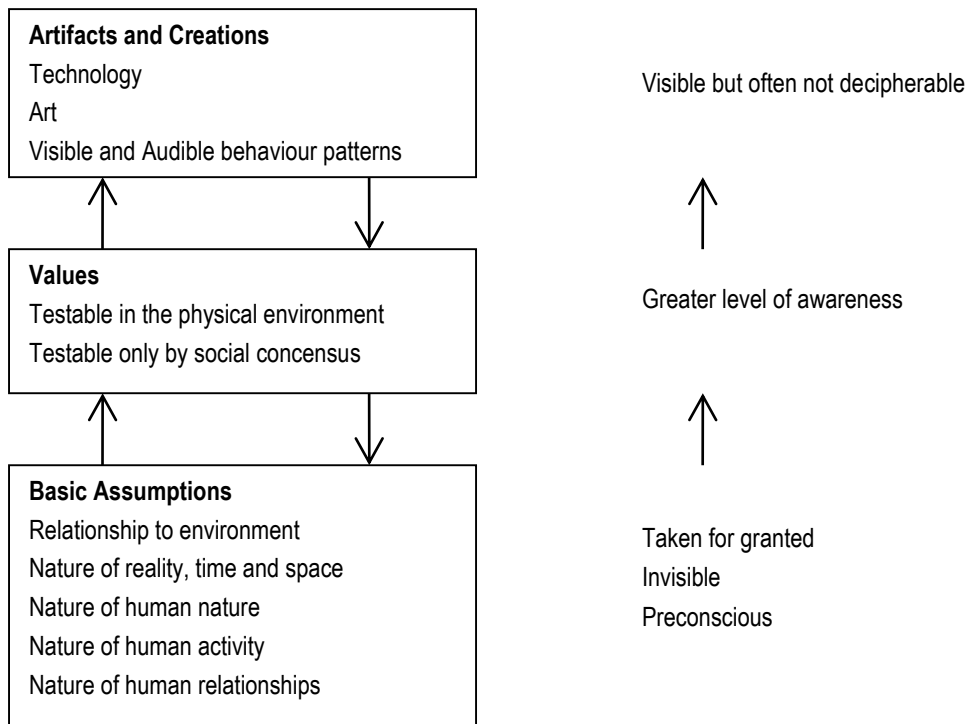 Artifacts and Creations
Technology
Art
Visible and Audible behaviour patterns
Visible but often not decipherable
Values
Testable in the physical environment
Testable only by social concensus
Greater level of awareness
Basic Assumptions
Relationship to environment
Nature of reality, time and space
Nature of human nature
Nature of human activity
Nature of human relationships
Taken for granted
Invisible
Preconscious